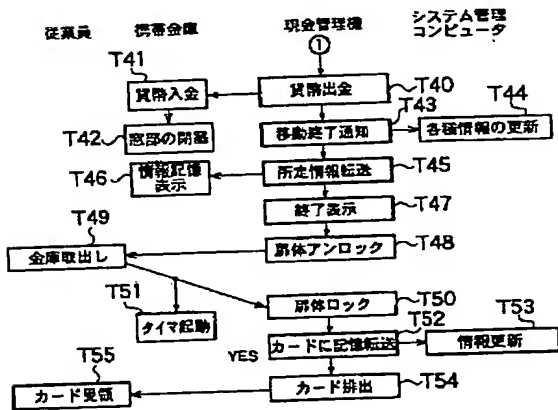 従業員
携帯金庫
現金管理機
システム管理
コンピュータ
①
T41
貨幣入金
貨幣出金
T40
T42
窓部の閉塞
移動終了通知
T43
各種情報の更新
T44
T46
情報記憶
表示
所定情報転送
T45
終了表示
T47
T49
金庫取出し
扉体アンロック
T48
T51
タイマ起動
扉体ロック
T50
YES
カードに記憶転送
T52
情報更新
T53
T55
カード受領
カード排出
T54